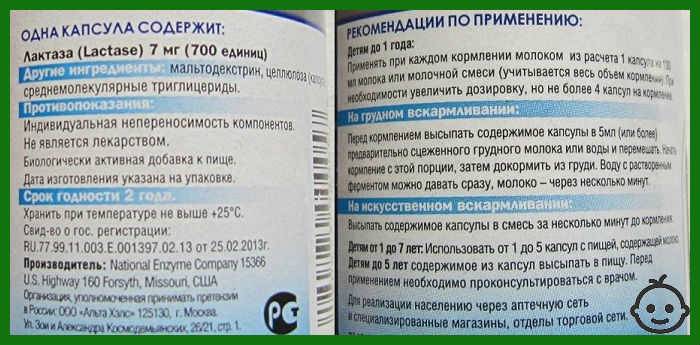 ОДНА КАПСУЛА СОДЕРЖИТ:
Лактаза (Lactase) 7 мг (700 единиц)
Другие ингредиенты: мальтодекстрин, целлюлоза
среднемолекулярные триглицериды.
Противопоказания:
Индивидуальная непереносимость компонентов.
Не является лекарством.
Биологически активная добавка к пище.
Дата изготовления указана на упаковке.
Срок годности 2 года.
Хранить при температуре не выше +25°С.
Свид-во о гос. регистрации:
RU.77.99.11.003.E.001397.02.13 от 25.02.2013г.
Производитель: National Enzyme Company 15366
U.S. Highway 160 Forsyth, Missouri, США
Организация, уполномоченная принимать претензии
в России: ООО «Альта Хэлс» 125130, г. Москва,
Ул. Зои и Александра Космодемьянских, 26/21, стр. 1.
РСТ
РЕКОМЕНДАЦИИ ПО ПРИМЕНЕНИЮ:
Детям до 1 года:
Применять при каждом кормлении молоком из расчета 1 капсула на 100
мл молока или молочной смеси (учитывается весь объем кормления). При
необходимости увеличить дозировку, но не более 4 капсул на кормление.
На грудном вскармливании:
Перед кормлением высыпать содержимое капсулы в 5мл (или более)
предварительно сцеженного грудного молока или воды и перемешать. Начать
кормление с этой порции, затем докормить из груди. Воду с растворенным
ферментом можно давать сразу, молоко – через несколько минут.
На искусственном вскармливании:
Высыпать содержимое капсулы в смесь за несколько минут до кормления.
Детям от 1 до 7 лет: Использовать от 1 до 5 капсул с пищей, содержащей молоко.
Детям до 5 лет содержимое из капсул высыпать в пищу. Перед
применением необходимо проконсультироваться с врачом.
Для реализации населению через аптечную сеть
и специализированные магазины, отделы торговой сети.